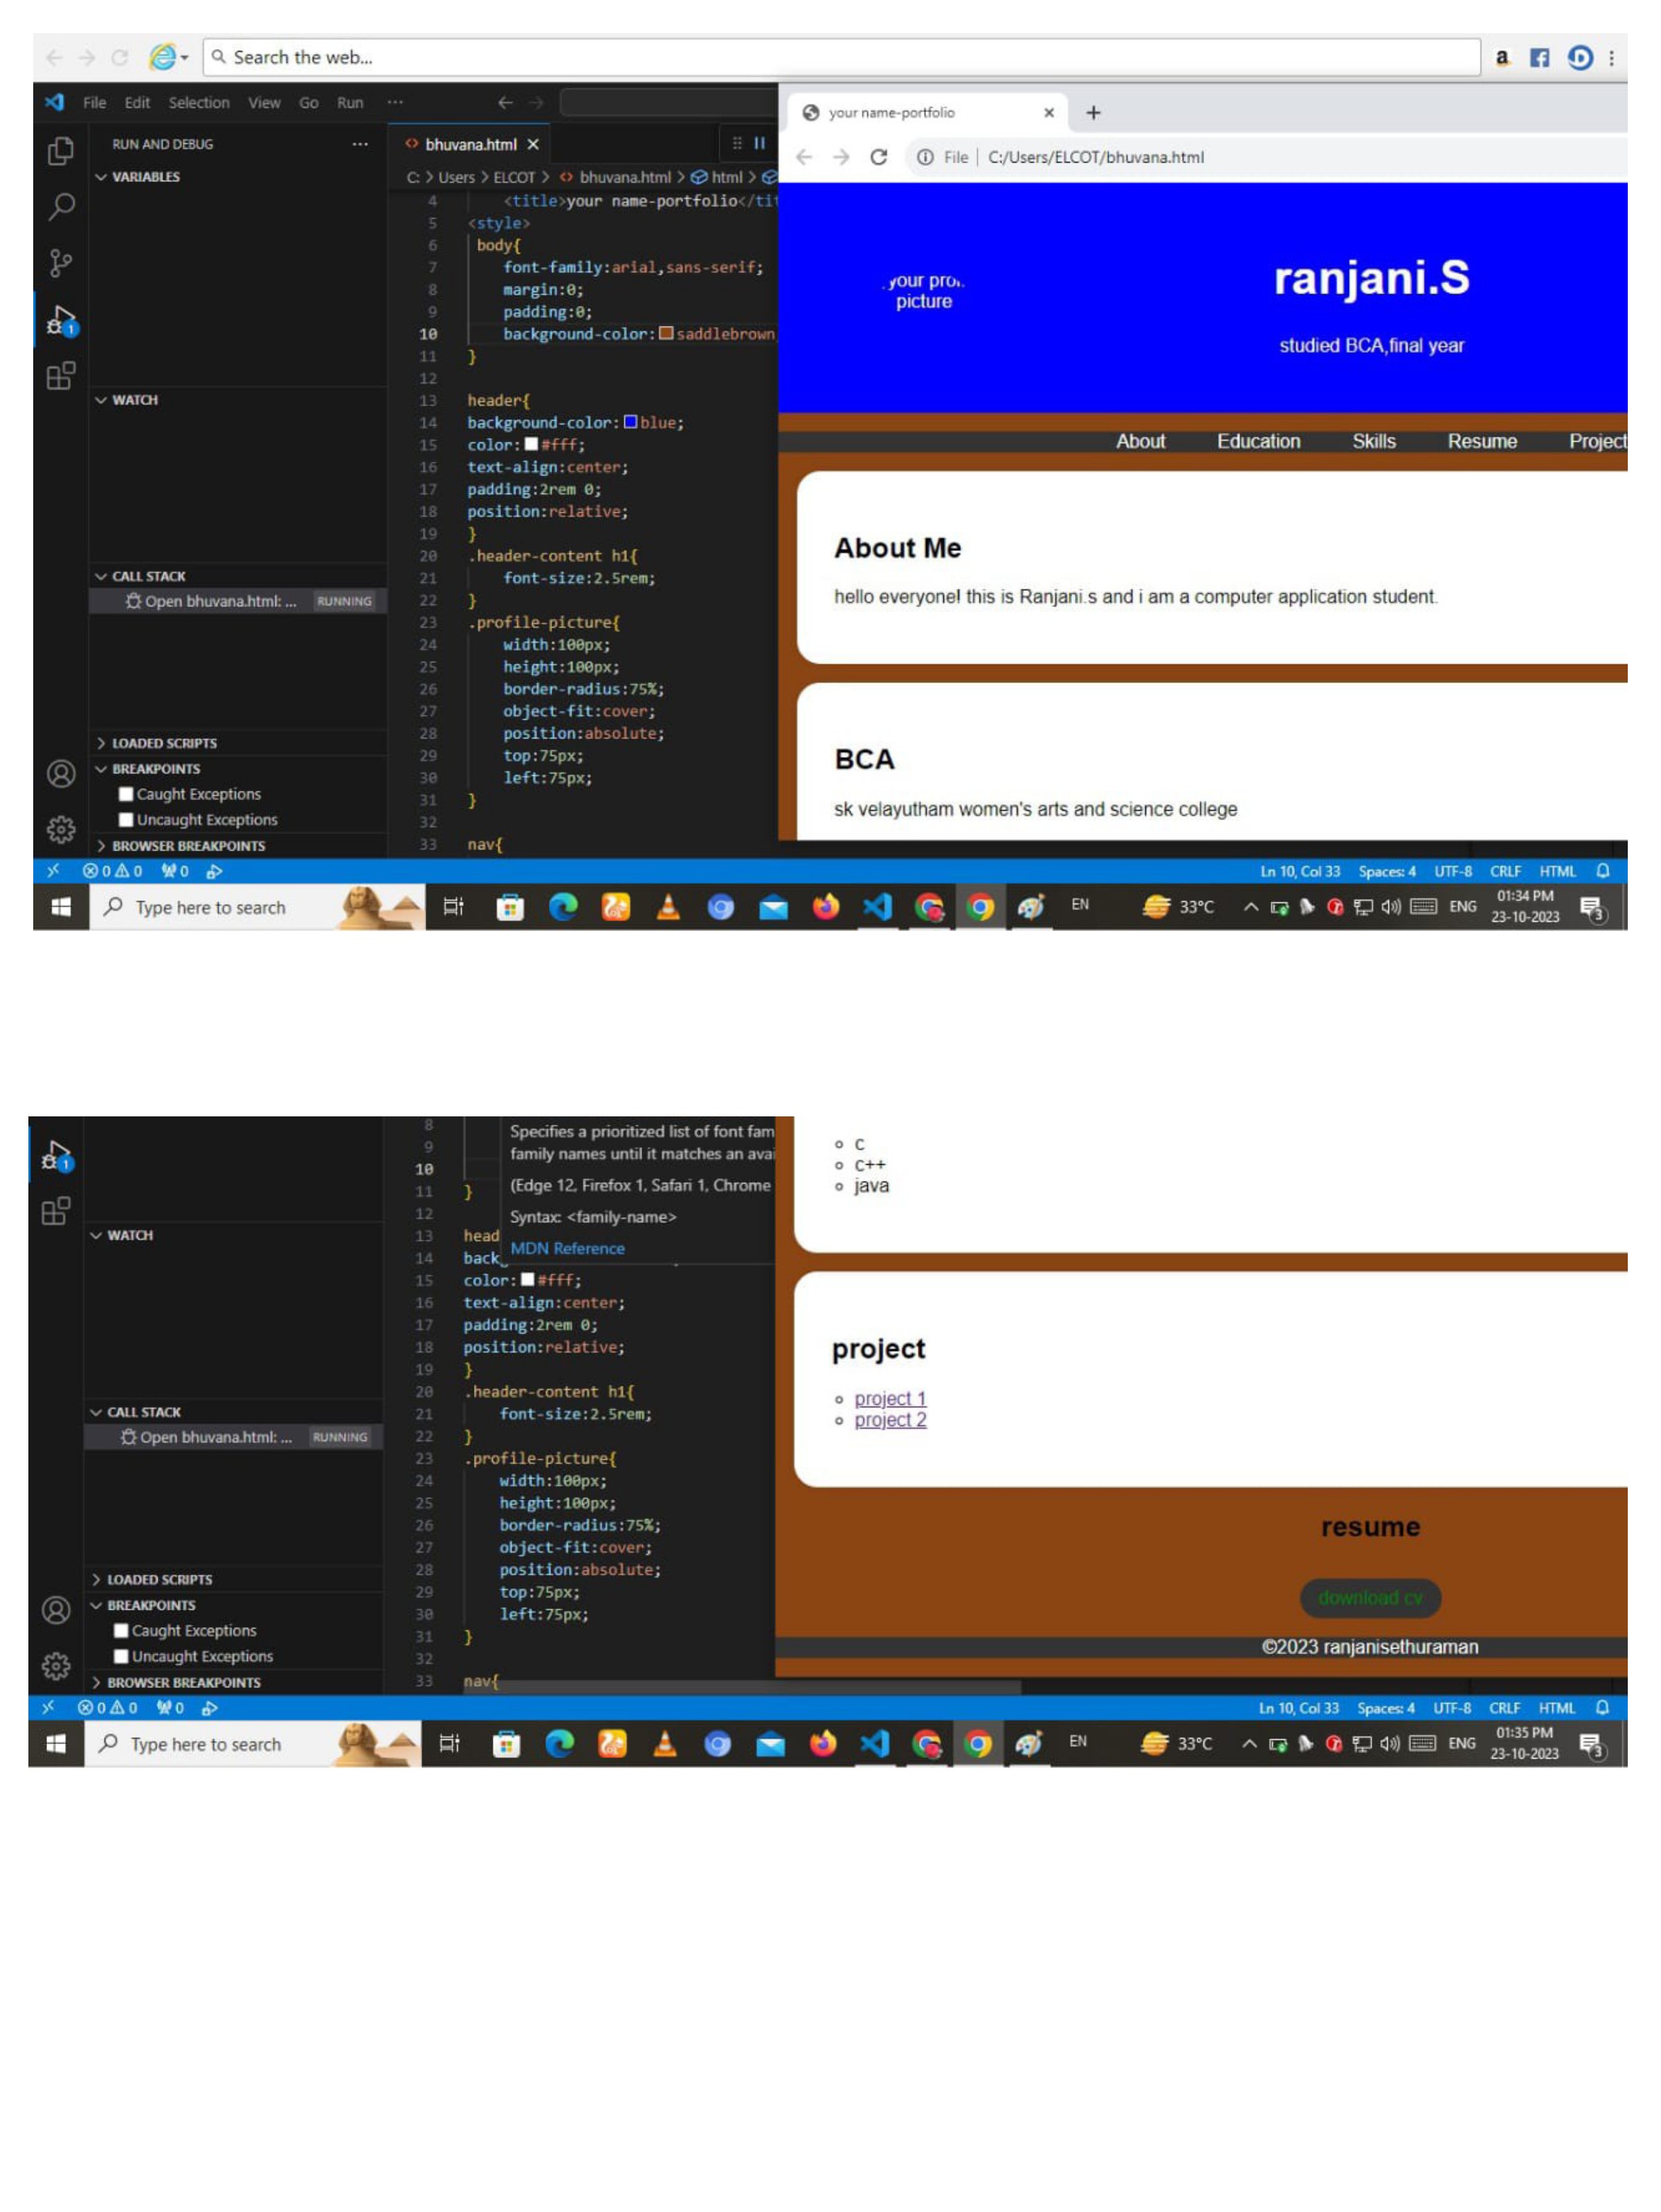 Search the web...
File Edit Selection View Go Run ...
your name-portfolio
RUN AND DEBUG ...
bhuvana.html
File C:/Users/ELCOT/bhuvana.html
VARIABLES
C: > Users > ELCOT > bhuvana.html > html >
4 <title>your name-portfolio</tit
5 <style>
6 body{
7 font-family:arial,sans-serif;
8 margin:0;
9 padding:0;
10 background-color: saddlebrown
11 }
12
13 header{
14 background-color: blue;
15 color: #fff;
16 text-align:center;
17 padding:2rem 0;
18 position:relative;
19 }
20 .header-content h1{
21 font-size:2.5rem;
22 }
23 .profile-picture{
24 width:100px;
25 height:100px;
26 border-radius:75%;
27 object-fit:cover;
28 position:absolute;
29 top:75px;
30 left:75px;
31 }
32
33 nav{
WATCH
CALL STACK
Open bhuvana.html: ... RUNNING
LOADED SCRIPTS
BREAKPOINTS
Caught Exceptions
Uncaught Exceptions
BROWSER BREAKPOINTS
your
picture
ranjani.S
studied BCA,final year
About Education Skills Resume Project
About Me
hello everyone! this is Ranjani.s and i am a computer application student.
BCA
sk velayutham women's arts and science college
0 0 0 Ln 10, Col 33 Spaces: 4 UTF-8 CRLF HTML
Type here to search EN 33°C ENG 01:34 PM
23-10-2023 3
8 Specifies a prioritized list of font fam
9 family names until it matches an avai
10
11 } (Edge 12, Firefox 1, Safari 1, Chrome
12 Syntax: <family-name>
13 head
14 back MDN Reference
15 color: #fff;
16 text-align:center;
17 padding:2rem 0;
18 position:relative;
19 }
20 .header-content h1{
21 font-size:2.5rem;
22 }
23 .profile-picture{
24 width:100px;
25 height:100px;
26 border-radius:75%;
27 object-fit:cover;
28 position:absolute;
29 top:75px;
30 left:75px;
31 }
32
33 nav{
WATCH
CALL STACK
Open bhuvana.html: ... RUNNING
LOADED SCRIPTS
BREAKPOINTS
Caught Exceptions
Uncaught Exceptions
BROWSER BREAKPOINTS
c
c++
java
project
project 1
project 2
resume
download cv
©2023 ranjanisethuraman
0 0 0 Ln 10, Col 33 Spaces: 4 UTF-8 CRLF HTML
Type here to search EN 33°C ENG 01:35 PM
23-10-2023 3